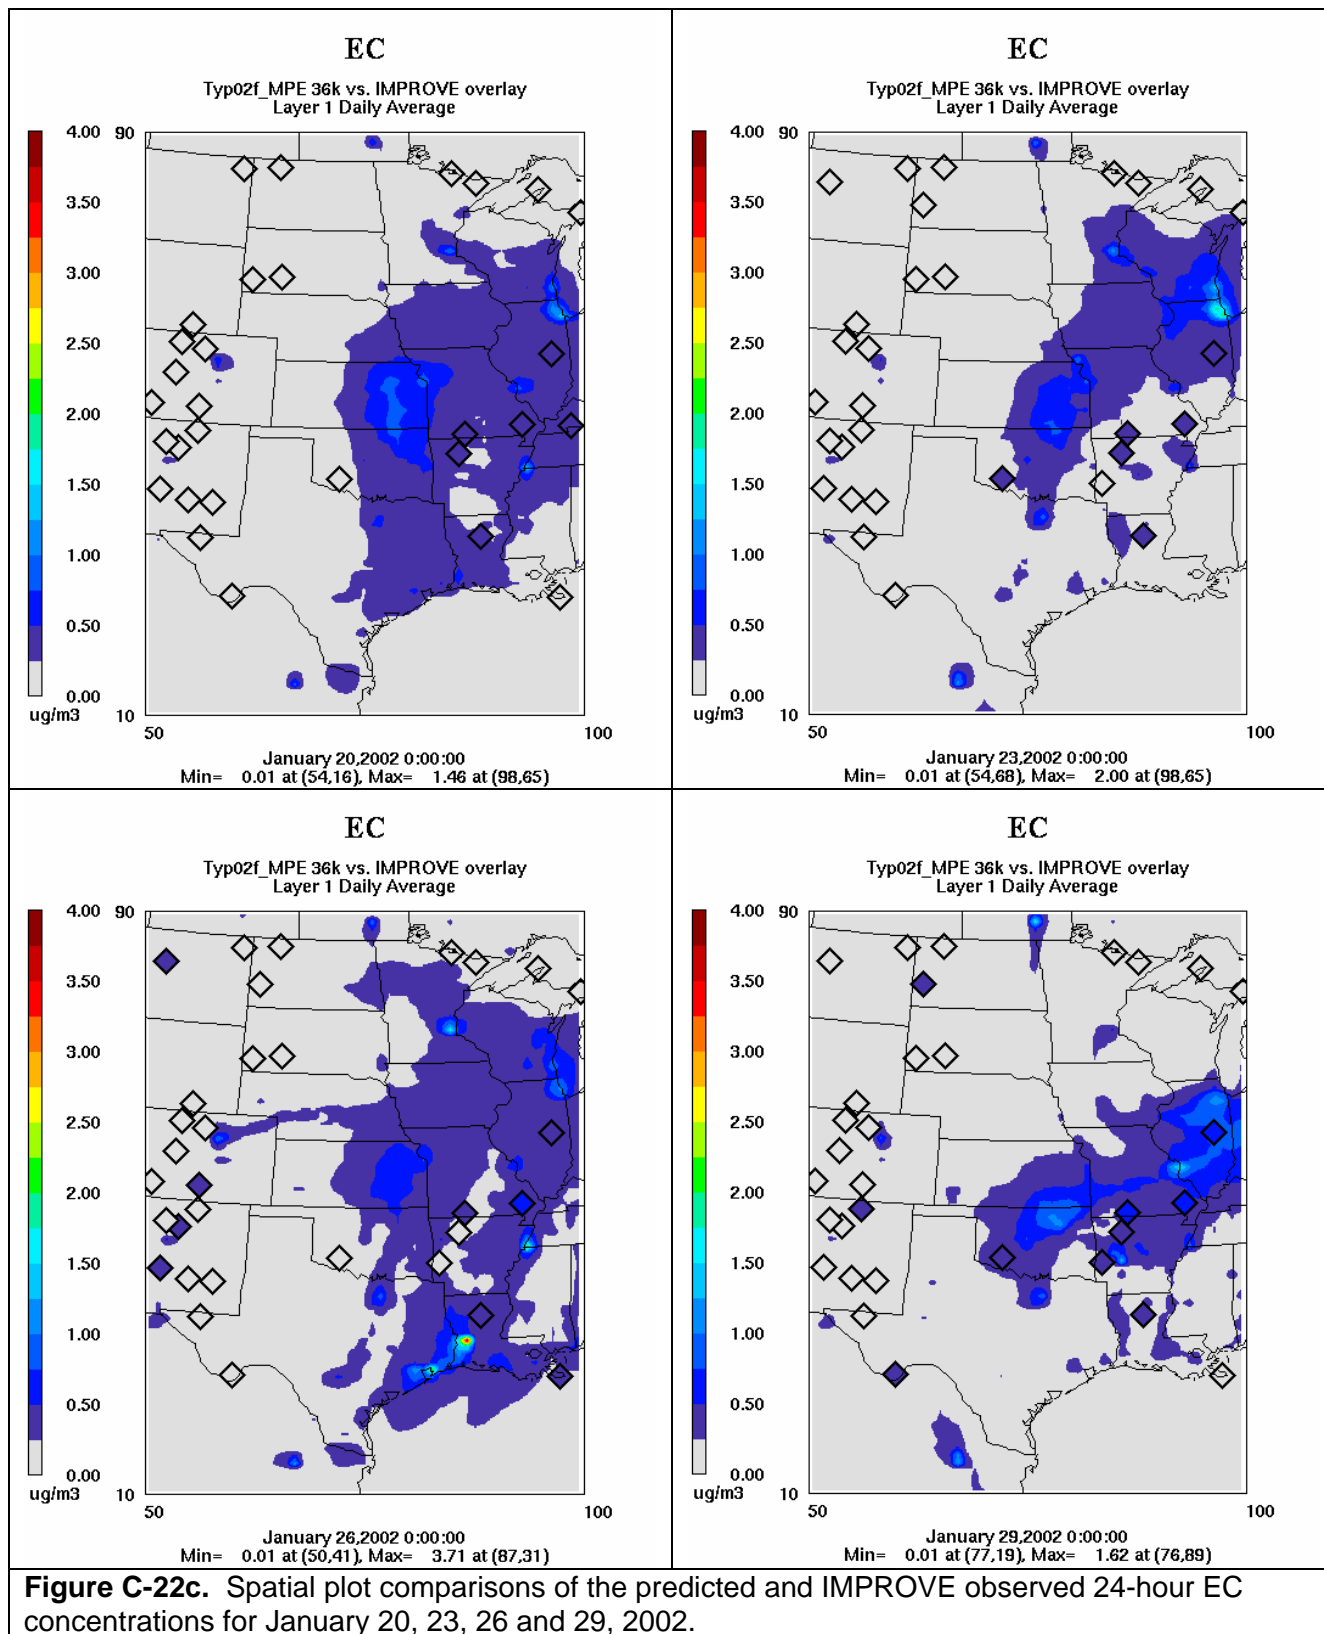 EC
Typ02f_MPE 36k vs. IMPROVE overlay
Layer 1 Daily Average
90
4.00
3.50
3.00
2.50
2.00
1.50
1.00
0.50
0.00
ug/m3
10
50
100
January 20,2002 0:00:00
Min= 0.01 at (54,16), Max= 1.46 at (98,65)
EC
Typ02f_MPE 36k vs. IMPROVE overlay
Layer 1 Daily Average
90
4.00
3.50
3.00
2.50
2.00
1.50
1.00
0.50
0.00
ug/m3
10
50
100
January 23,2002 0:00:00
Min= 0.01 at (54,68), Max= 2.00 at (98,65)
EC
Typ02f_MPE 36k vs. IMPROVE overlay
Layer 1 Daily Average
90
4.00
3.50
3.00
2.50
2.00
1.50
1.00
0.50
0.00
ug/m3
10
50
100
January 26,2002 0:00:00
Min= 0.01 at (50,41), Max= 3.71 at (87,31)
EC
Typ02f_MPE 36k vs. IMPROVE overlay
Layer 1 Daily Average
90
4.00
3.50
3.00
2.50
2.00
1.50
1.00
0.50
0.00
ug/m3
10
50
100
January 29,2002 0:00:00
Min= 0.01 at (77,19), Max= 1.62 at (76,89)
Figure C-22c. Spatial plot comparisons of the predicted and IMPROVE observed 24-hour EC
concentrations for January 20, 23, 26 and 29, 2002.